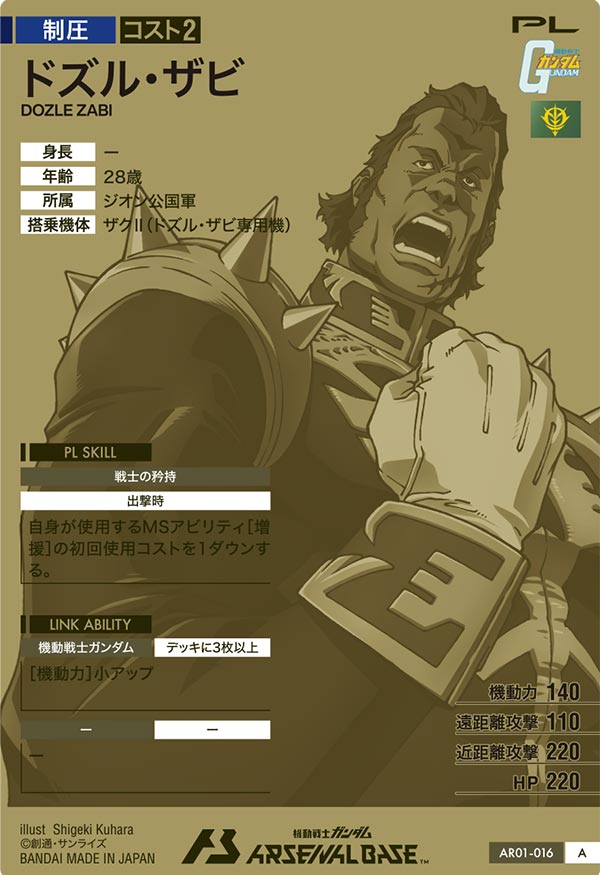 制圧 コスト2 PL
ドズル・ザビ
DOZLE ZABI
機動戦士
ガンダム
GUNDAM
身長 ー
年齢 28歳
所属 ジオン公国軍
搭乗機体 ザクⅡ(ドズル・ザビ専用機)
PL SKILL
戦士の矜持
出撃時
自身が使用するMSアビリティ[増
援]の初回使用コストを1ダウンす
る。
LINK ABILITY
機動戦士ガンダム デッキに3枚以上
[機動力]小アップ
ー ー
ー
機動力 140
遠距離攻撃 110
近距離攻撃 220
HP 220
illust Shigeki Kuhara
©創通・サンライズ
BANDAI MADE IN JAPAN
機動戦士ガンダム
ARSENAL BASE™
AR01-016 A